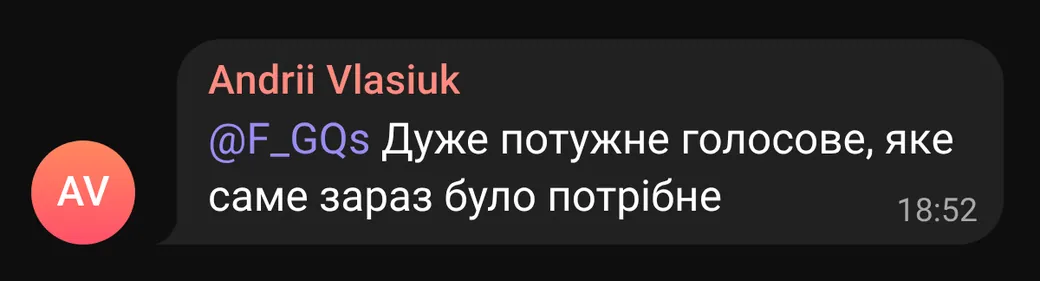 Andrii Vlasiuk
@F_GQs Дуже потужне голосове, яке
саме зараз було потрібне
AV
18:52